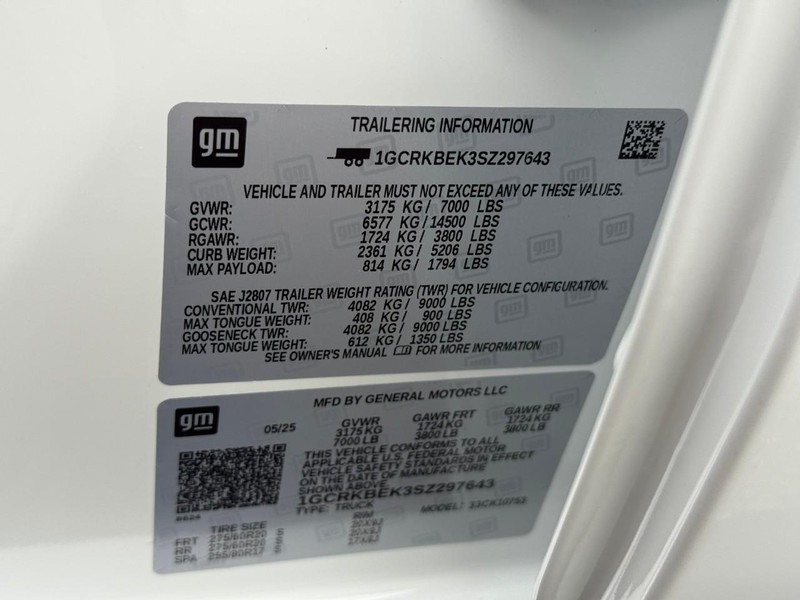 gm
TRAILERING INFORMATION
1GCRKBEK3SZ297643
VEHICLE AND TRAILER MUST NOT EXCEED ANY OF THESE VALUES.
GVWR: 3175 KG / 7000 LBS
GCWR: 6577 KG / 14500 LBS
RGAWR: 1724 KG / 3800 LBS
CURB WEIGHT: 2361 KG / 5206 LBS
MAX PAYLOAD: 814 KG / 1794 LBS
SAE J2807 TRAILER WEIGHT RATING (TWR) FOR VEHICLE CONFIGURATION.
CONVENTIONAL TWR: 4082 KG / 9000 LBS
MAX TONGUE WEIGHT: 408 KG / 900 LBS
GOOSENECK TWR: 4082 KG / 9000 LBS
MAX TONGUE WEIGHT: 612 KG / 1350 LBS
SEE OWNER'S MANUAL FOR MORE INFORMATION
gm
MFD BY GENERAL MOTORS LLC
05/25
GVWR GAWR FRT GAWR RR
3175 KG 1724 KG 1724 KG
7000 LB 3800 LB 3800 LB
THIS VEHICLE CONFORMS TO ALL
APPLICABLE U.S. FEDERAL MOTOR
VEHICLE SAFETY STANDARDS IN EFFECT
ON THE DATE OF MANUFACTURE
SHOWN ABOVE.
1GCRKBEK3SZ297643
TYPE: TRUCK MODEL:
TIRE SIZE RIM
FRT 275/60R20 S 20X9J
RR 275/60R20 S 20X9J
SPA 255/80R17 S 17X8J